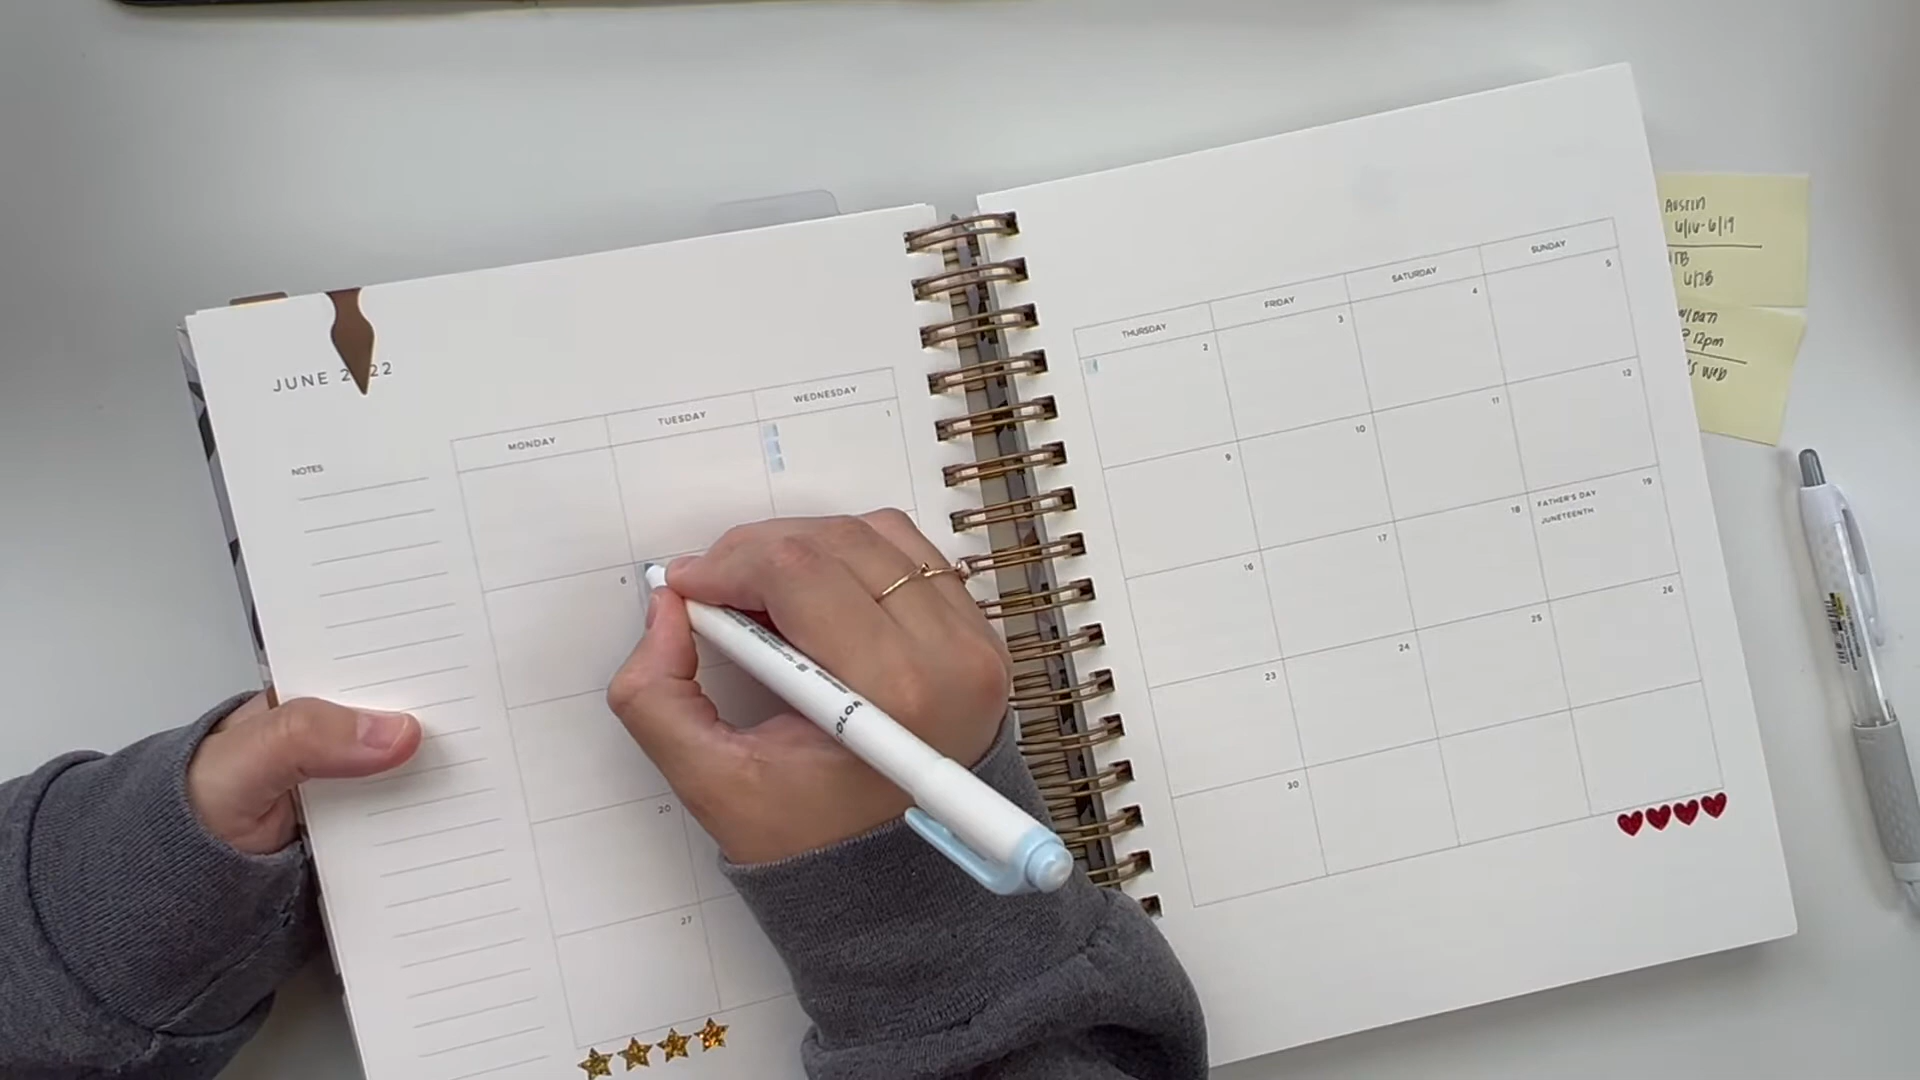 JUNE 2022
NOTES
MONDAY
TUESDAY
WEDNESDAY
1
6
20
27
THURSDAY
FRIDAY
SATURDAY
SUNDAY
2
3
4
5
9
10
11
12
16
17
18
FATHER'S DAY
JUNETEENTH
19
23
24
25
26
30
AUSTIN
6/16-6/19
6/28
12pm